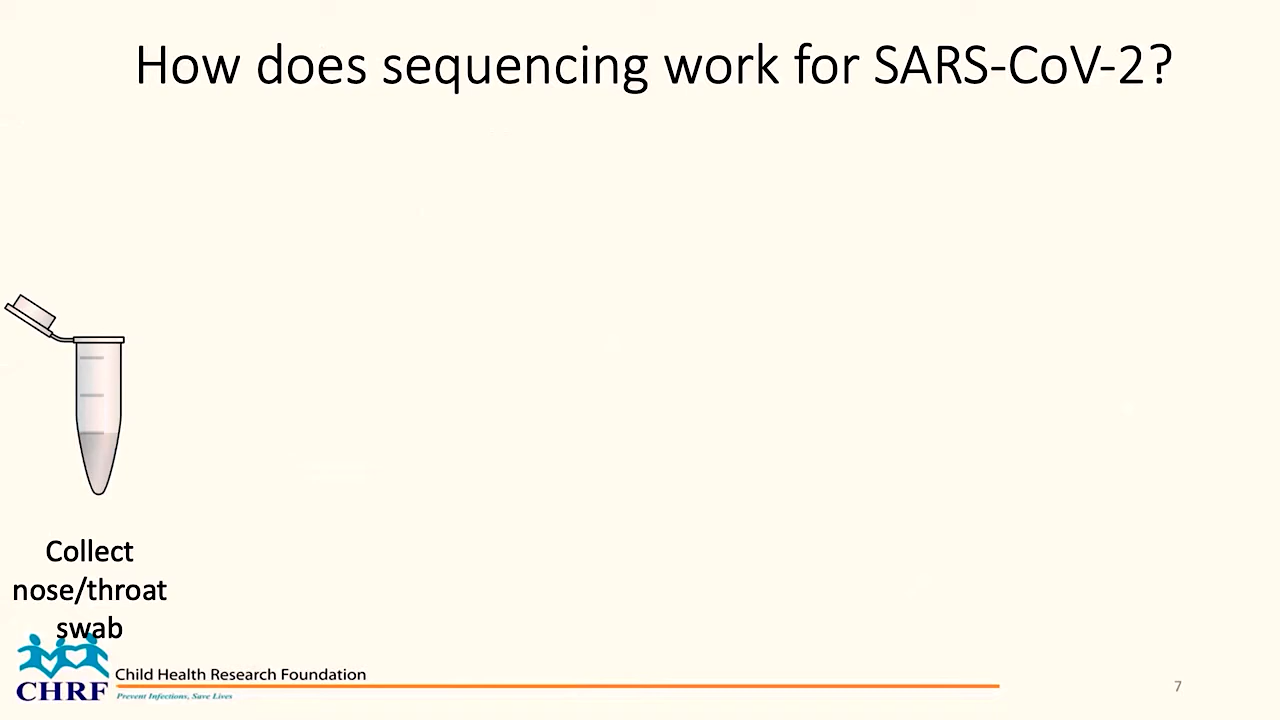 How does sequencing work for SARS-CoV-2?
Collect
nose/throat
swab
CHRF
Child Health Research Foundation
Prevent Infections, Save Lives
7